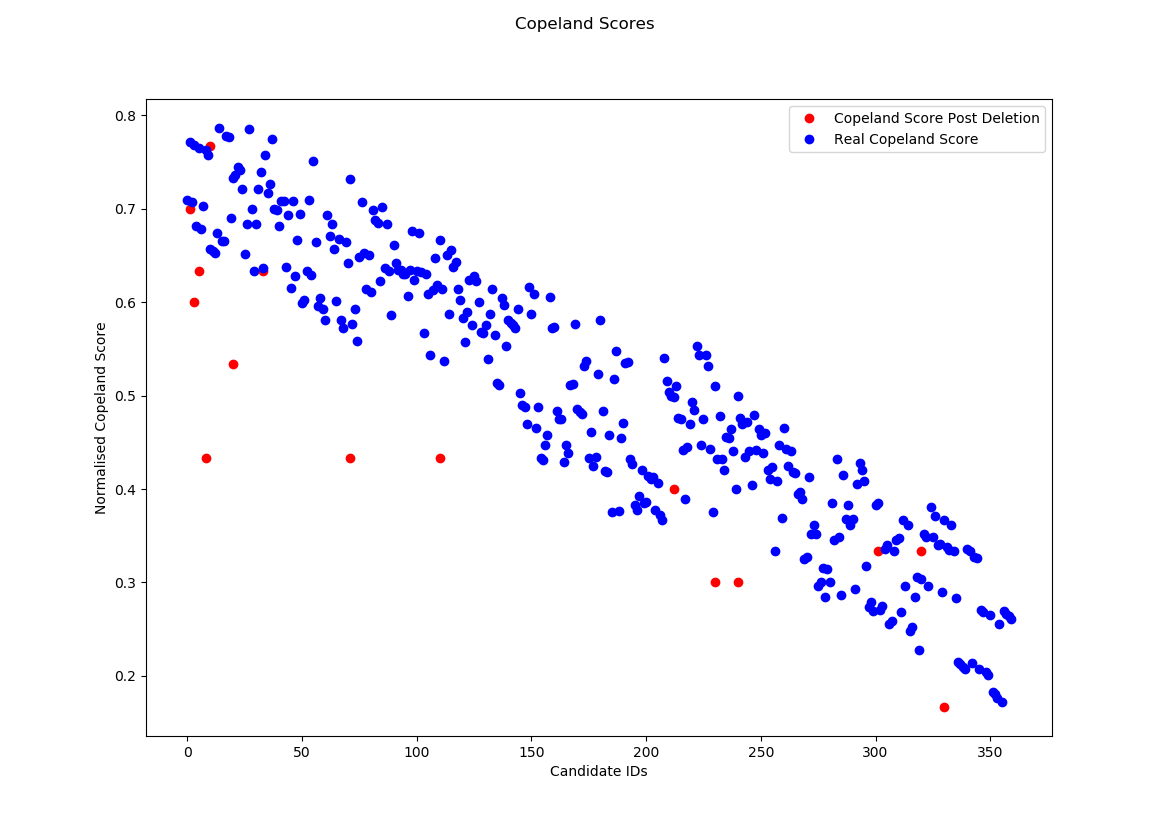 Copeland Scores
Copeland Score Post Deletion
Real Copeland Score
Normalised Copeland Score
0.8
0.7
0.6
0.5
0.4
0.3
0.2
0 50 100 150 200 250 300 350
Candidate IDs